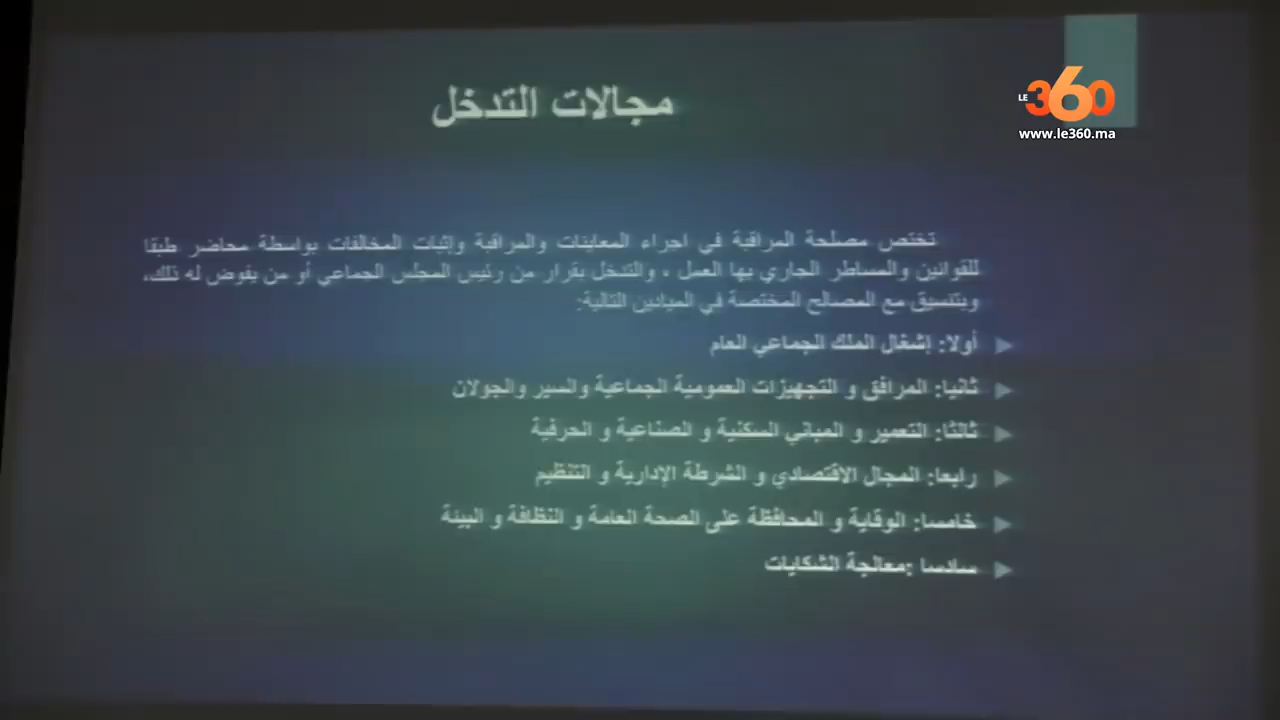 LE 360
www.le360.ma
مجالات التدخل
تختص مصلحة المراقبة في اجراء المعاينات والمراقبة وإثبات المخالفات بواسطة محاضر طبقا
للقوانين والمساطر الجاري بها العمل ، والتدخل بقرار من رئيس المجلس الجماعي أو من يفوض له ذلك،
وبتنسيق مع المصالح المختصة في الميادين التالية:
أولا: إشغال الملك الجماعي العام
ثانيا: المرافق و التجهيزات العمومية الجماعية والسير والجولان
ثالثا: التعمير و المباني السكنية و الصناعية و الحرفية
رابعا: المجال الاقتصادي و الشرطة الإدارية و التنظيم
خامسا: الوقاية و المحافظة على الصحة العامة و النظافة و البيئة
سادسا :معالجة الشكايات